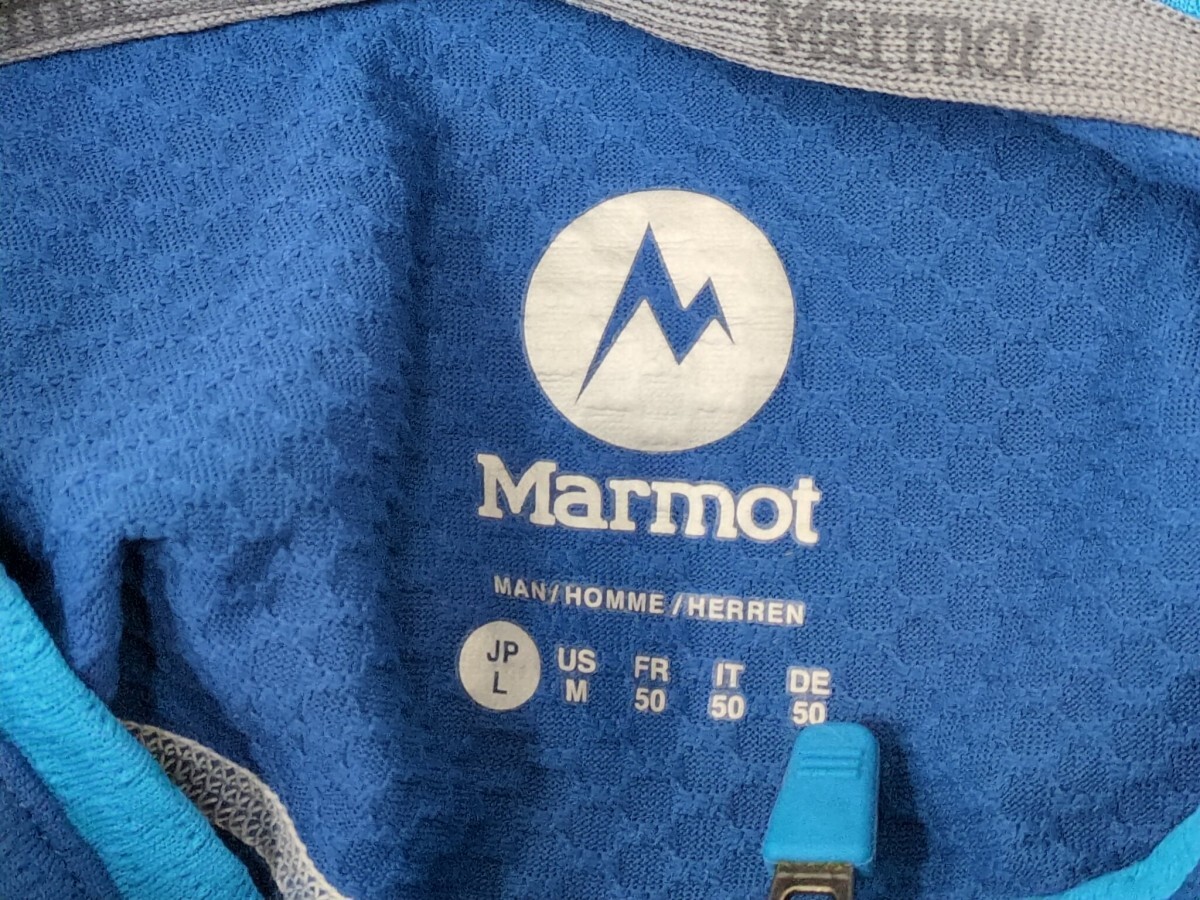 Marmot
Marmot
MAN/HOMME/HERREN
JP US FR IT DE
L M 50 50 50